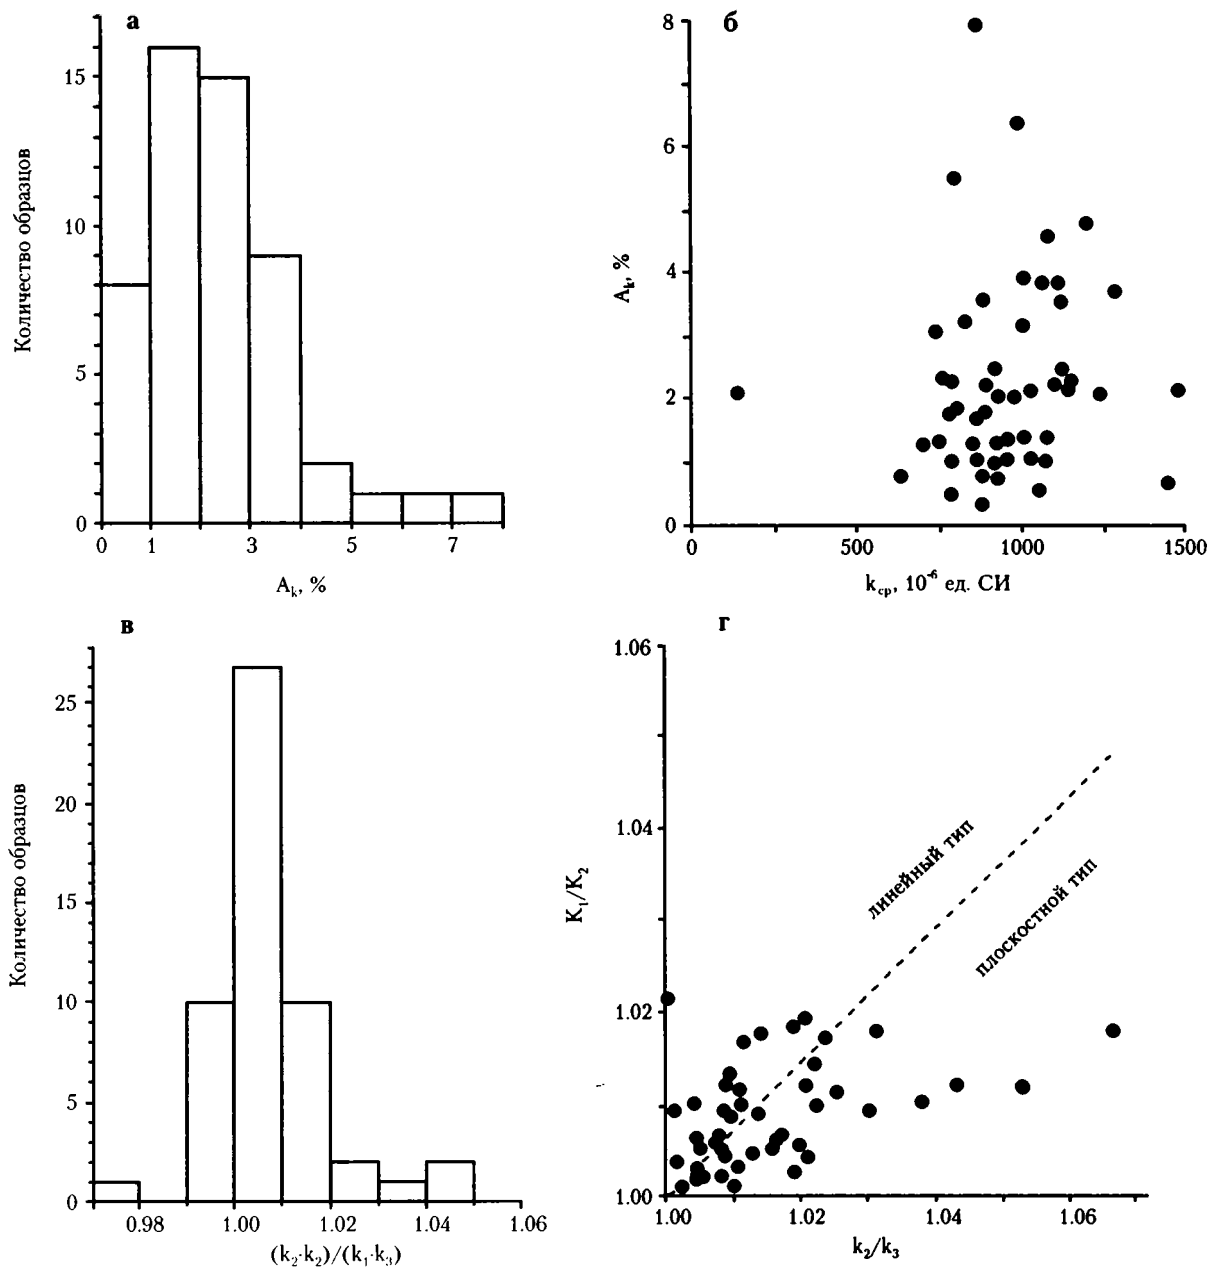 а
15
10
5
0
Количество образцов
0 1 3 5 7
A_k, %
б
8
6
4
2
0
A_k, %
0 500 1000 1500
k_ср, 10^-6 ед. СИ
в
25
20
15
10
5
0
Количество образцов
0.98 1.00 1.02 1.04 1.06
(k_2·k_2)/(k_1·k_3)
г
1.06
1.04
1.02
1.00
K_1/K_2
линейный тип
плоскостной тип
1.00 1.02 1.04 1.06
k_2/k_3